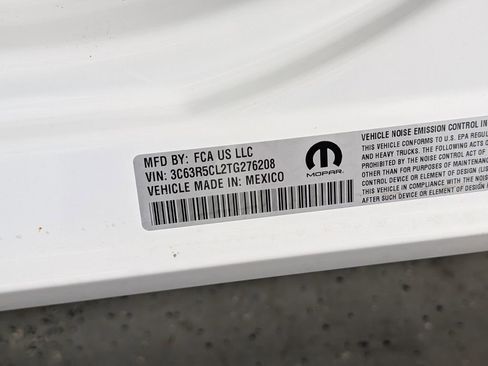 MFD BY: FCA US LLC
VIN: 3C63R5CL2TG276208
VEHICLE MADE IN: MEXICO
MOPAR
VEHICLE NOISE EMISSION CONTROL IN
THIS VEHICLE CONFORMS TO U.S. EPA REGUL
AND HEAVY TRUCKS. THE FOLLOWING ACTS O
PROHIBITED BY THE NOISE CONTROL ACT OF
OTHER THAN FOR PURPOSES OF MAINTENAN
CONTROL DEVICE OR ELEMENT OF DESIGN (LIS
THIS VEHICLE IN COMPLIANCE WITH THE NOIS
AFTER SUCH DEVICE OR ELEMENT OF DESIGN